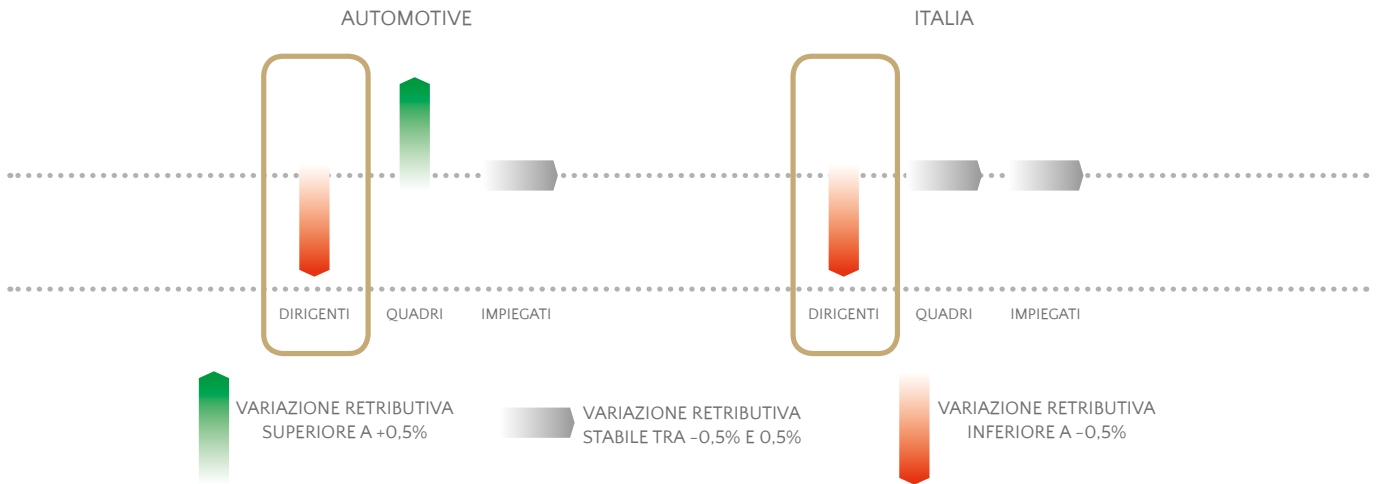 AUTOMOTIVE
ITALIA
DIRIGENTI
QUADRI
IMPIEGATI
DIRIGENTI
QUADRI
IMPIEGATI
VARIAZIONE RETRIBUTIVA
SUPERIORE A +0,5%
VARIAZIONE RETRIBUTIVA
STABILE TRA -0,5% E 0,5%
VARIAZIONE RETRIBUTIVA
INFERIORE A -0,5%